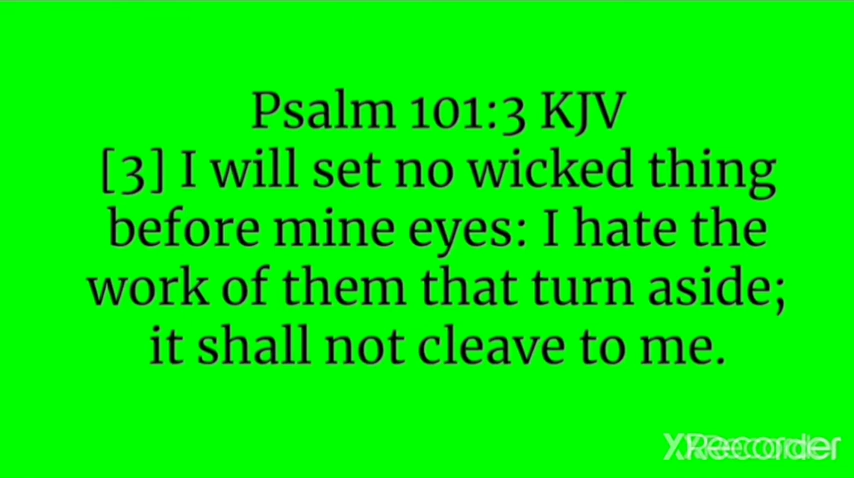 Psalm 101:3 KJV
[3] I will set no wicked thing
before mine eyes: I hate the
work of them that turn aside;
it shall not cleave to me.
XRecorder